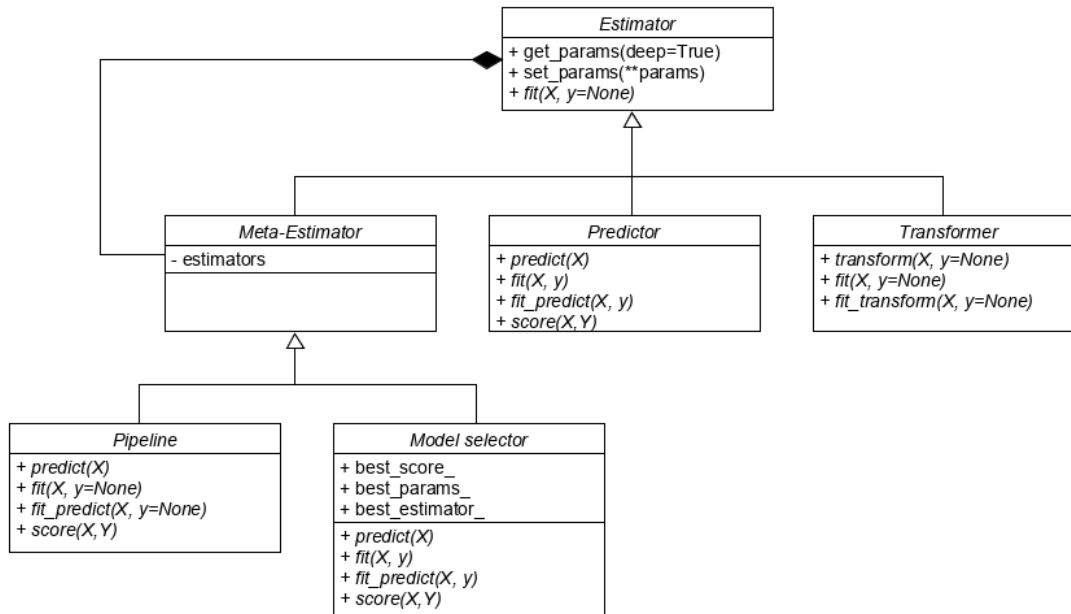 Estimator
+ get_params(deep=True)
+ set_params(**params)
+ fit(X, y=None)
Meta-Estimator
- estimators
Predictor
+ predict(X)
+ fit(X, y)
+ fit_predict(X, y)
+ score(X,Y)
Transformer
+ transform(X, y=None)
+ fit(X, y=None)
+ fit_transform(X, y=None)
Pipeline
+ predict(X)
+ fit(X, y=None)
+ fit_predict(X, y=None)
+ score(X,Y)
Model selector
+ best_score_
+ best_params_
+ best_estimator_
+ predict(X)
+ fit(X, y)
+ fit_predict(X, y)
+ score(X,Y)